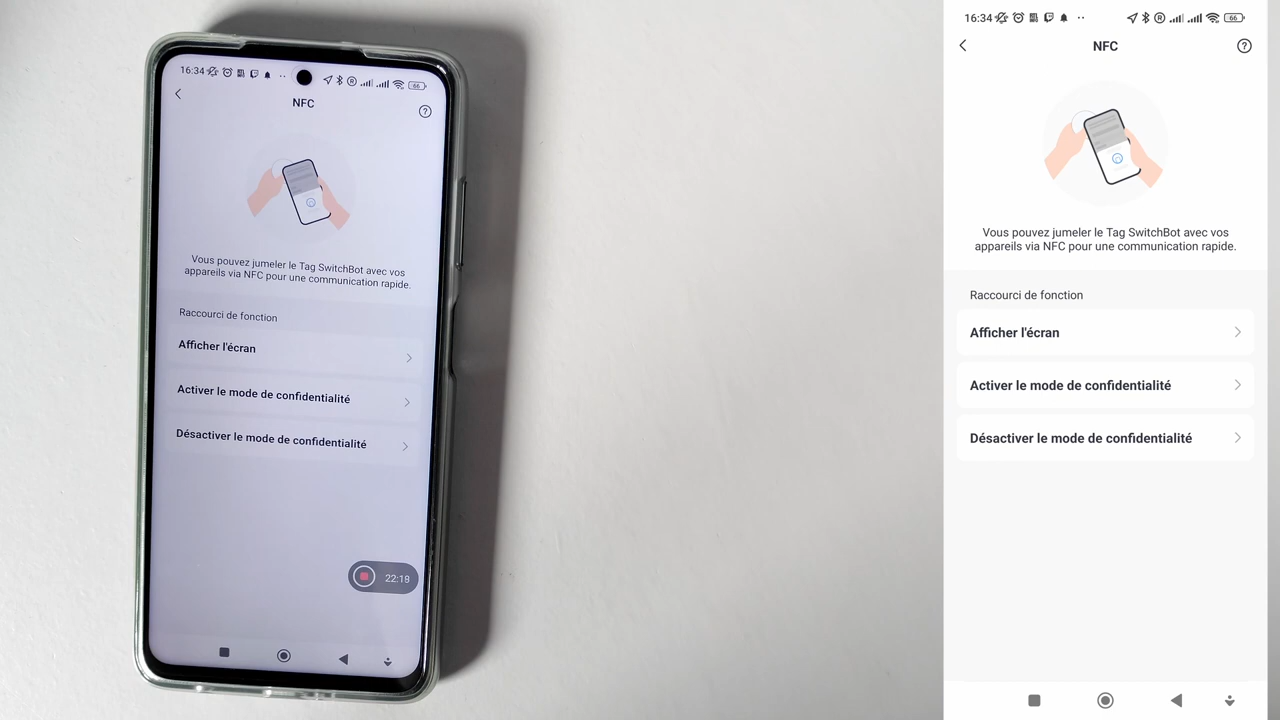 16:34
66
NFC
Vous pouvez jumeler le Tag SwitchBot avec vos
appareils via NFC pour une communication rapide.
Raccourci de fonction
Afficher l'écran
Activer le mode de confidentialité
Désactiver le mode de confidentialité
22:18
16:34
66
NFC
Vous pouvez jumeler le Tag SwitchBot avec vos
appareils via NFC pour une communication rapide.
Raccourci de fonction
Afficher l'écran
Activer le mode de confidentialité
Désactiver le mode de confidentialité